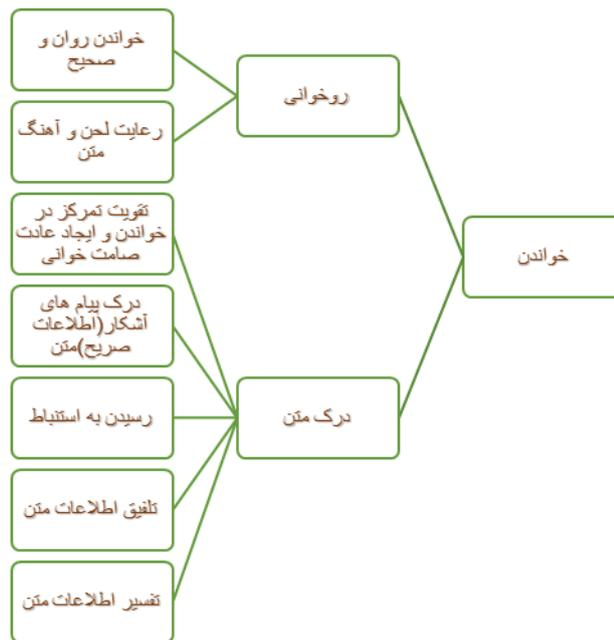 خواندن
روخوانی
خواندن روان و
صحیح
رعایت لحن و آهنگ
متن
درک متن
تقویت تمرکز در
خواندن و ایجاد عادت
صامت خوانی
درک پیام های
آشکار(اطلاعات
صریح)متن
رسیدن به استنباط
تلفیق اطلاعات متن
تفسیر اطلاعات متن